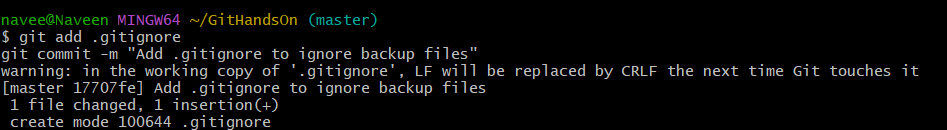 navee@Naveen MINGW64 ~/GitHandsOn (master)
$ git add .gitignore
git commit -m "Add .gitignore to ignore backup files"
warning: in the working copy of '.gitignore', LF will be replaced by CRLF the next time Git touches it
[master 17707fe] Add .gitignore to ignore backup files
 1 file changed, 1 insertion(+)
 create mode 100644 .gitignore